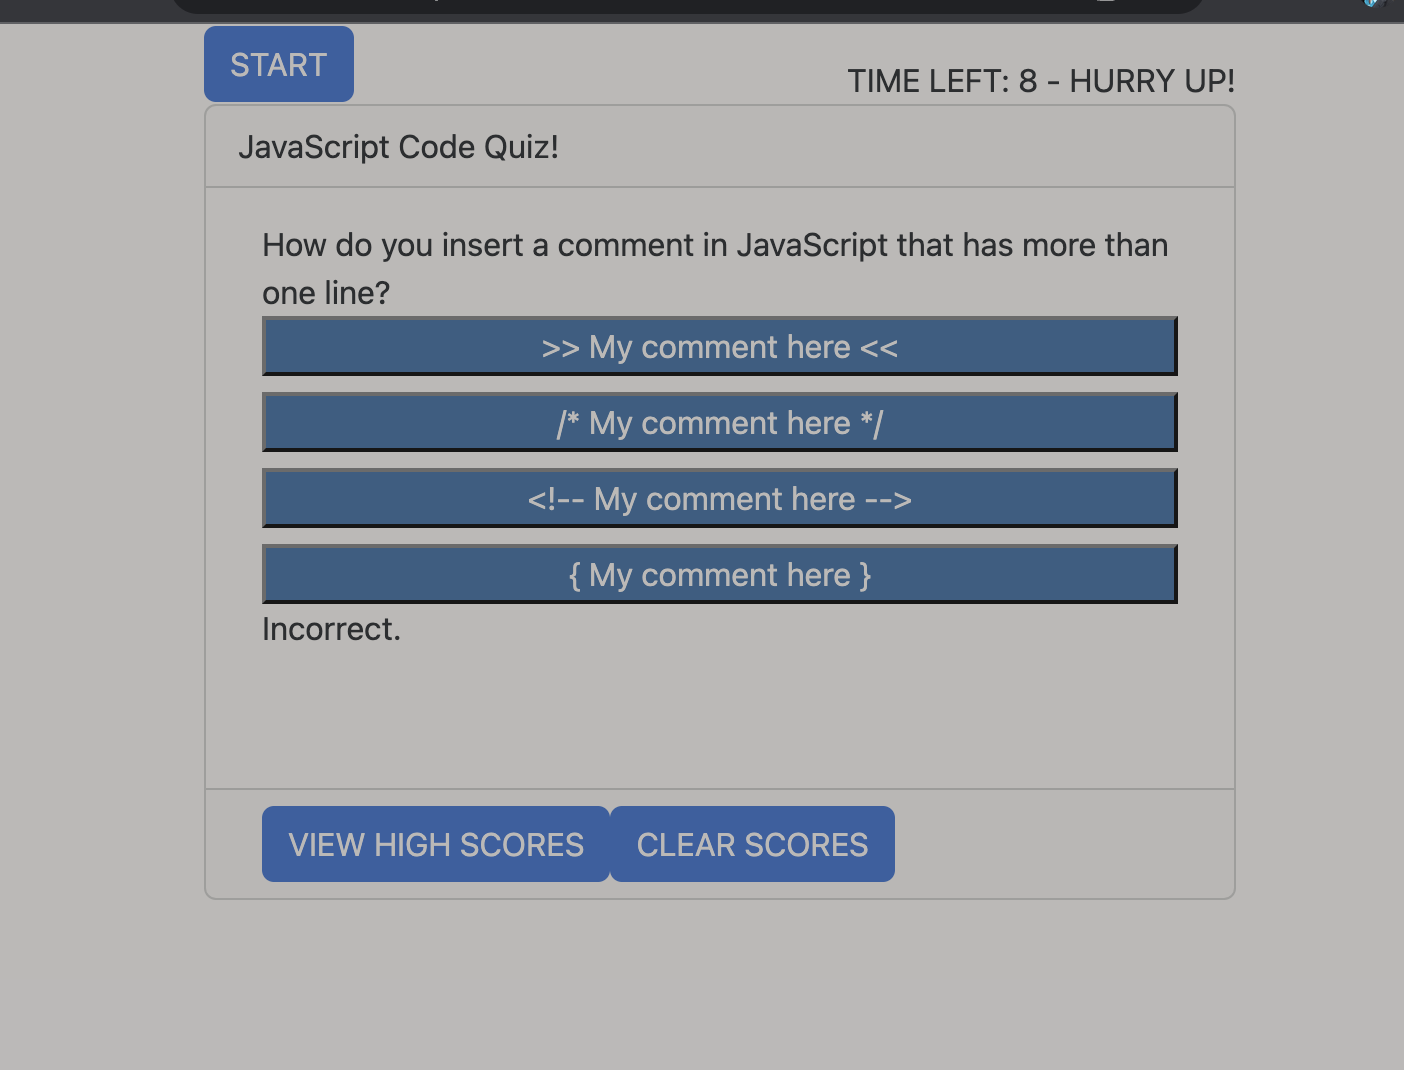 START
TIME LEFT: 8 - HURRY UP!
JavaScript Code Quiz!
How do you insert a comment in JavaScript that has more than
one line?
>> My comment here <<
/* My comment here */
<!-- My comment here -->
{ My comment here }
Incorrect.
VIEW HIGH SCORES
CLEAR SCORES